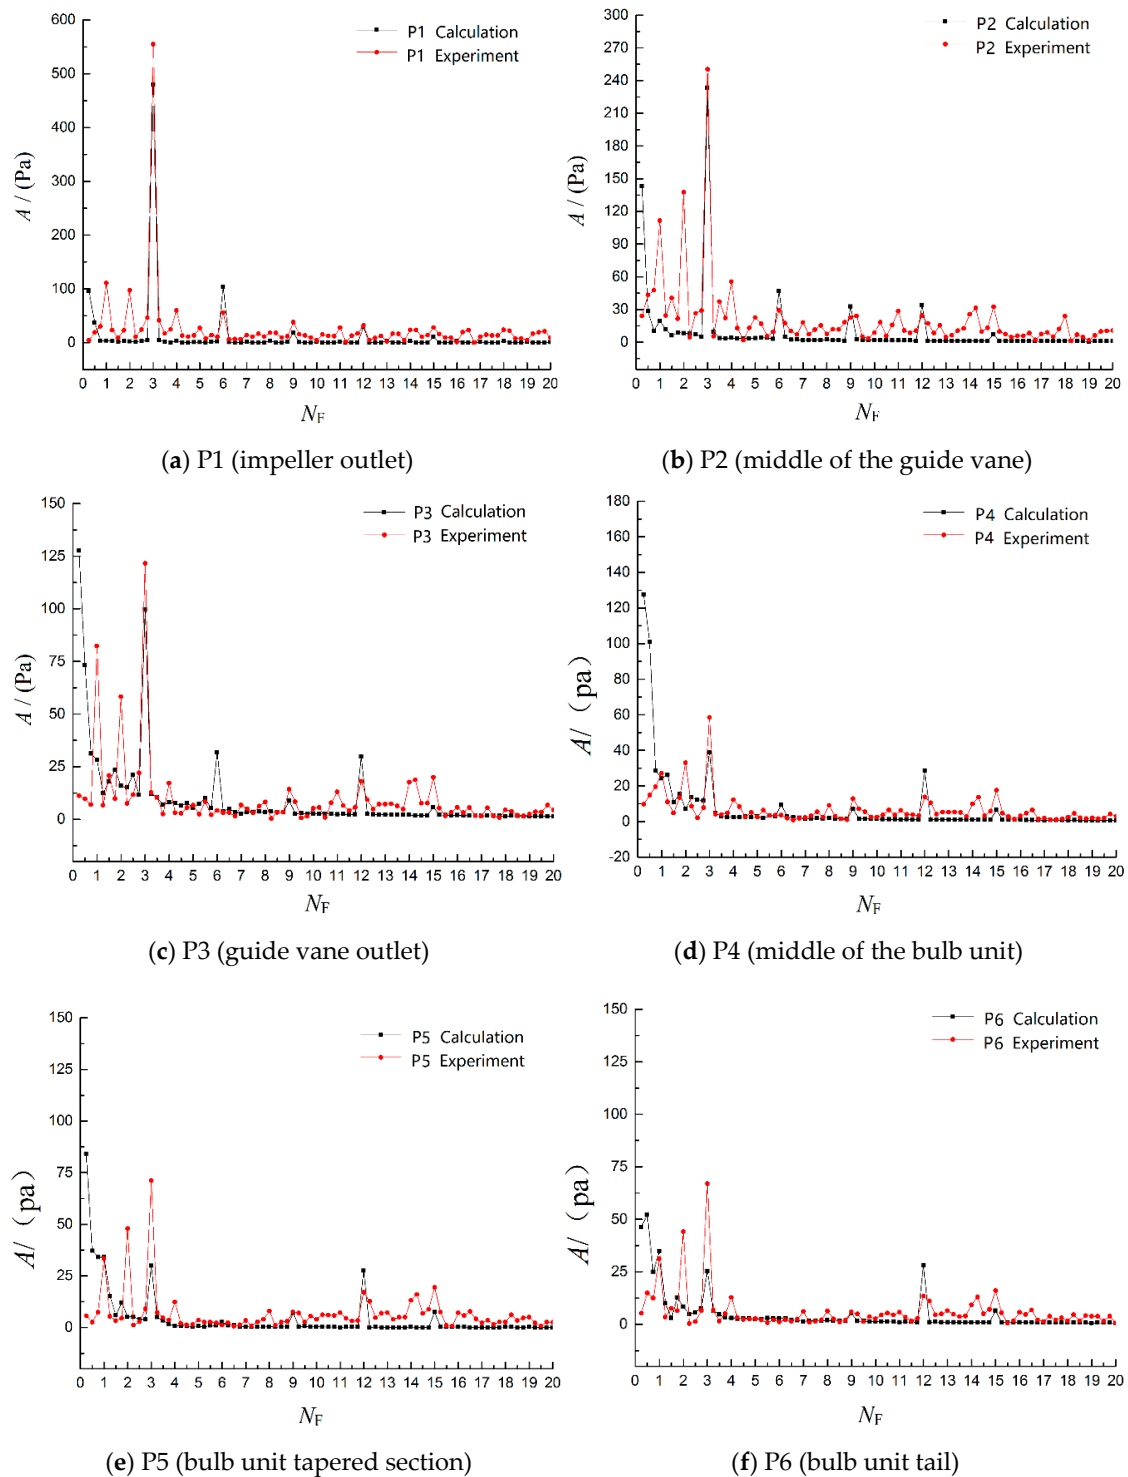 600
500
400
300
200
100
0
A / (Pa)
P1 Calculation
P1 Experiment
0 1 2 3 4 5 6 7 8 9 10 11 12 13 14 15 16 17 18 19 20
N_F
(a) P1 (impeller outlet)
300
270
240
210
180
150
120
90
60
30
0
A / (Pa)
P2 Calculation
P2 Experiment
0 1 2 3 4 5 6 7 8 9 10 11 12 13 14 15 16 17 18 19 20
N_F
(b) P2 (middle of the guide vane)
150
125
100
75
50
25
0
A / (Pa)
P3 Calculation
P3 Experiment
0 1 2 3 4 5 6 7 8 9 10 11 12 13 14 15 16 17 18 19 20
N_F
(c) P3 (guide vane outlet)
180
160
140
120
100
80
60
40
20
0
-20
A/ (pa)
P4 Calculation
P4 Experiment
0 1 2 3 4 5 6 7 8 9 10 11 12 13 14 15 16 17 18 19 20
N_F
(d) P4 (middle of the bulb unit)
150
125
100
75
50
25
0
A/ (pa)
P5 Calculation
P5 Experiment
0 1 2 3 4 5 6 7 8 9 10 11 12 13 14 15 16 17 18 19 20
N_F
(e) P5 (bulb unit tapered section)
150
125
100
75
50
25
0
A/ (pa)
P6 Calculation
P6 Experiment
0 1 2 3 4 5 6 7 8 9 10 11 12 13 14 15 16 17 18 19 20
N_F
(f) P6 (bulb unit tail)